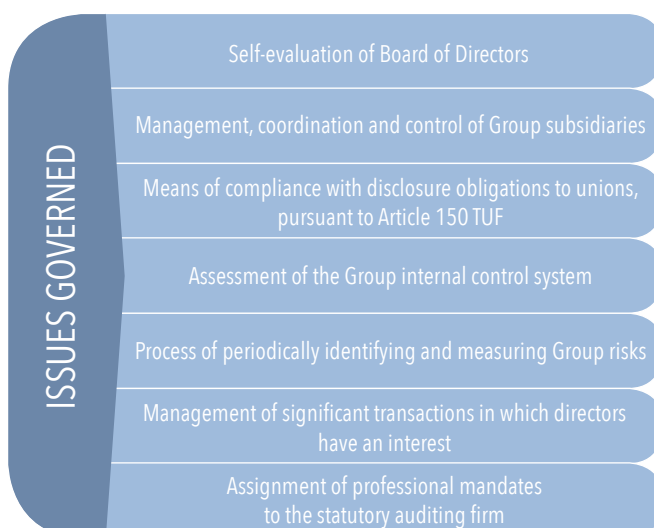 ISSUES GOVERNED
Self-evaluation of Board of Directors
Management, coordination and control of Group subsidiaries
Means of compliance with disclosure obligations to unions,
pursuant to Article 150 TUF
Assessment of the Group internal control system
Process of periodically identifying and measuring Group risks
Management of significant transactions in which directors
have an interest
Assignment of professional mandates
to the statutory auditing firm